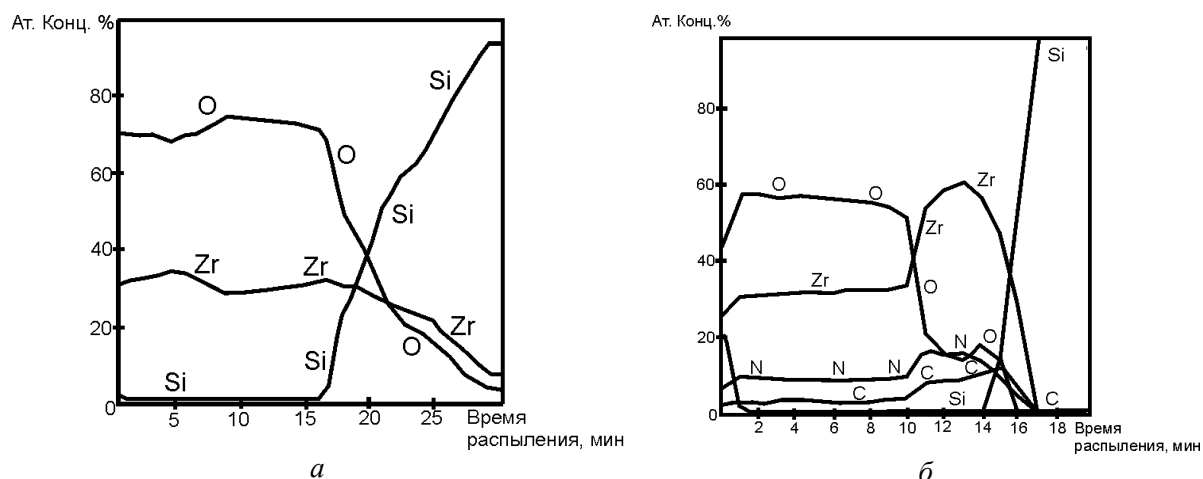 Ат. Конц. %
80
60
40
20
0
5
10
15
20
25
Время
распыления, мин
O
O
O
Si
Si
Si
Si
Zr
Zr
Zr
а
Ат. Конц.%
80
60
40
20
0
2
4
6
8
10
12
14
16
18
Время
распыления, мин
Si
O
O
Zr
Zr
Zr
O
N
N
N
N
O
C
C
C
Si
C
б